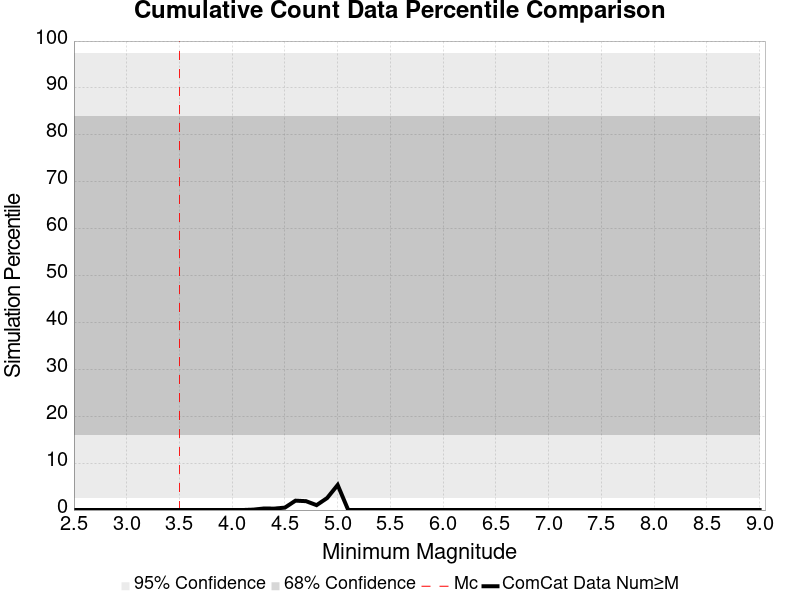 Cumulative Count Data Percentile Comparison
100
90
80
70
60
50
40
30
20
10
0
Simulation Percentile
2.5 3.0 3.5 4.0 4.5 5.0 5.5 6.0 6.5 7.0 7.5 8.0 8.5 9.0
Minimum Magnitude
95% Confidence 68% Confidence Mc ComCat Data Num≥M